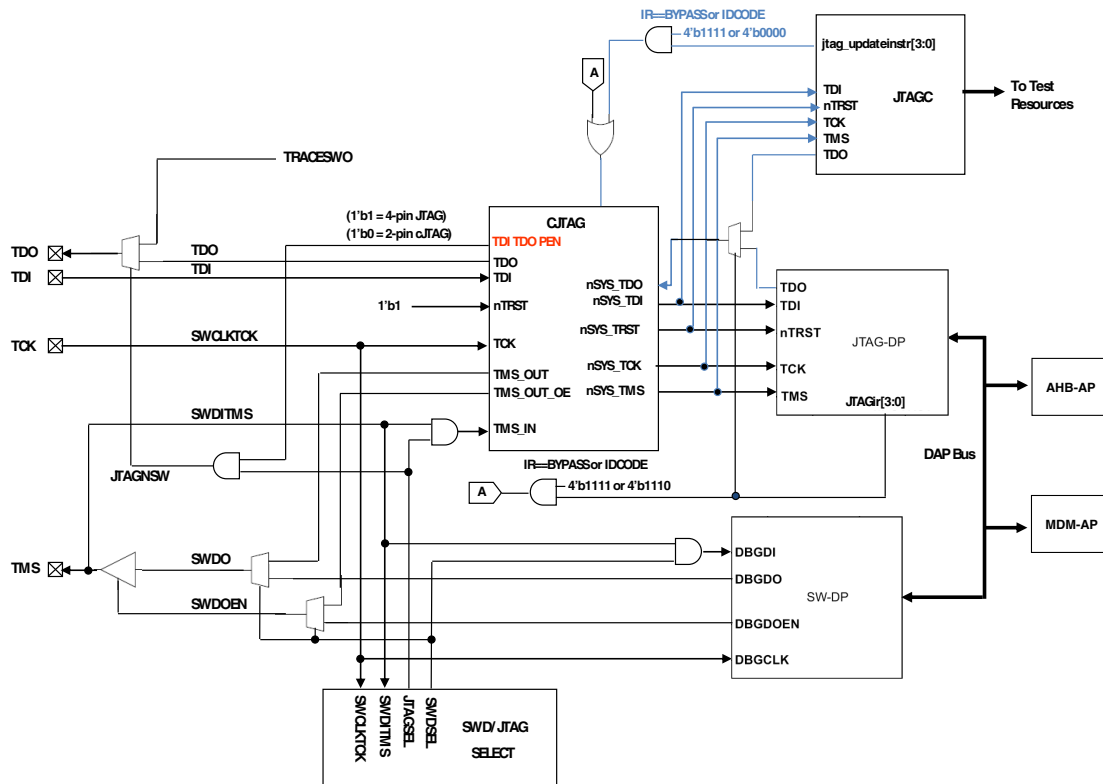 IR==BYPASS or IDCODE
4'b1111 or 4'b0000
jtag_updateinstr[3:0]
A
TDI
nTRST
TCK
TMS
TDO
JTAGC
To Test
Resources
TRACESWO
(1'b1 = 4-pin JTAG)
(1'b0 = 2-pin cJTAG)
CJTAG
TDI TDO PEN
TDO
TDO
TDO
TDI
TDI
TDI
1'b1
nTRST
TCK
SWCLKTCK
TCK
TMS_OUT
TMS_OUT_OE
TMS_IN
nSYS_TDO
nSYS_TDI
nSYS_TRST
nSYS_TCK
nSYS_TMS
TDO
TDI
nTRST
TCK
TMS
JTAG-DP
JTAGir[3:0]
AHB-AP
SWDITMS
JTAGNSW
IR==BYPASS or IDCODE
4'b1111 or 4'b1110
A
DAP Bus
MDM-AP
TMS
SWDO
SWDOEN
DBGDI
DBGDO
SW-DP
DBGDOEN
DBGCLK
SWCLKTCK
SWDITMS
JTAGSEL
SWDSEL
SWD/JTAG
SELECT